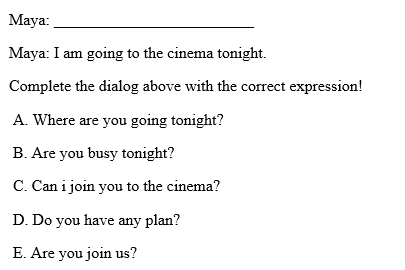 Maya: _________________________
Maya: I am going to the cinema tonight.
Complete the dialog above with the correct expression!
A. Where are you going tonight?
B. Are you busy tonight?
C. Can i join you to the cinema?
D. Do you have any plan?
E. Are you join us?